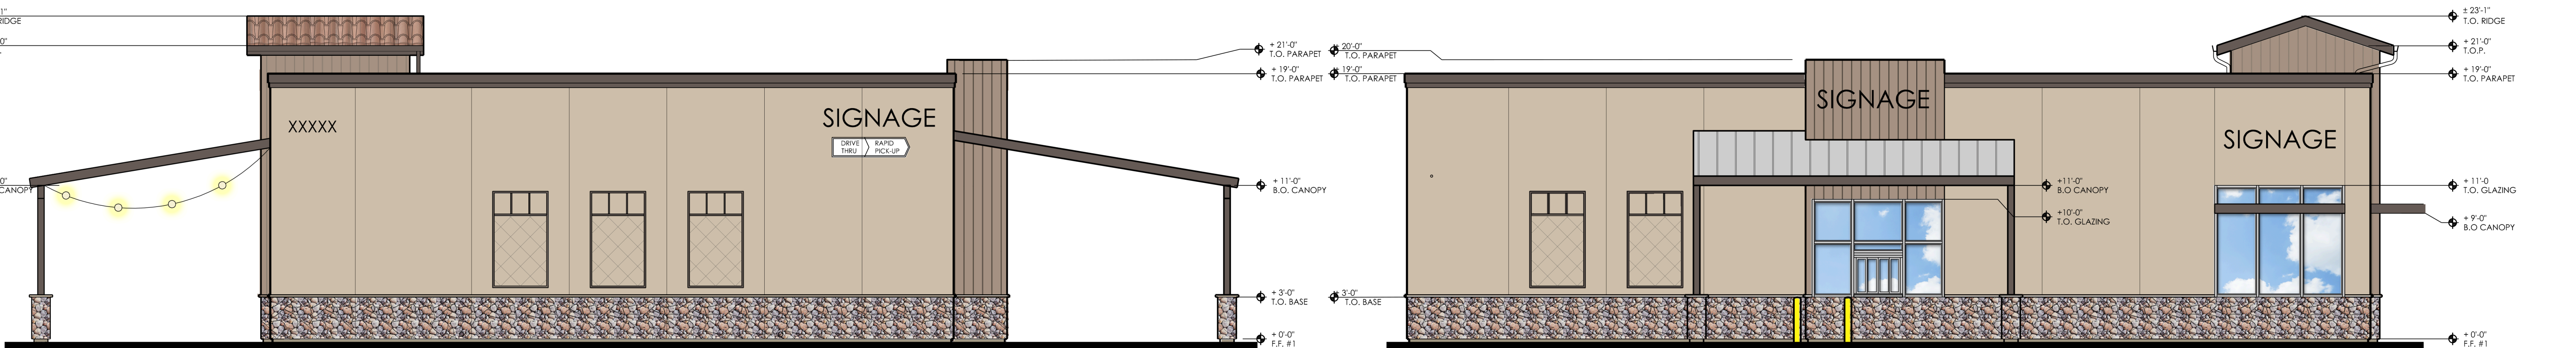 1"
RIDGE
0"
XXXXX
SIGNAGE
DRIVE THRU
RAPID PICK-UP
0"
CANOPY
+ 21'-0"
T.O. PARAPET
+ 19'-0"
T.O. PARAPET
+ 11'-0"
B.O. CANOPY
+ 3'-0"
T.O. BASE
+ 0'-0"
F.F. #1
20'-0"
T.O. PARAPET
19'-0"
T.O. PARAPET
3'-0"
T.O. BASE
SIGNAGE
+11'-0"
B.O CANOPY
+10'-0"
T.O. GLAZING
SIGNAGE
± 23'-1"
T.O. RIDGE
+ 21'-0"
T.O.P.
+ 19'-0"
T.O. PARAPET
+ 11'-0
T.O. GLAZING
+ 9'-0"
B.O CANOPY
+ 0'-0"
F.F. #1